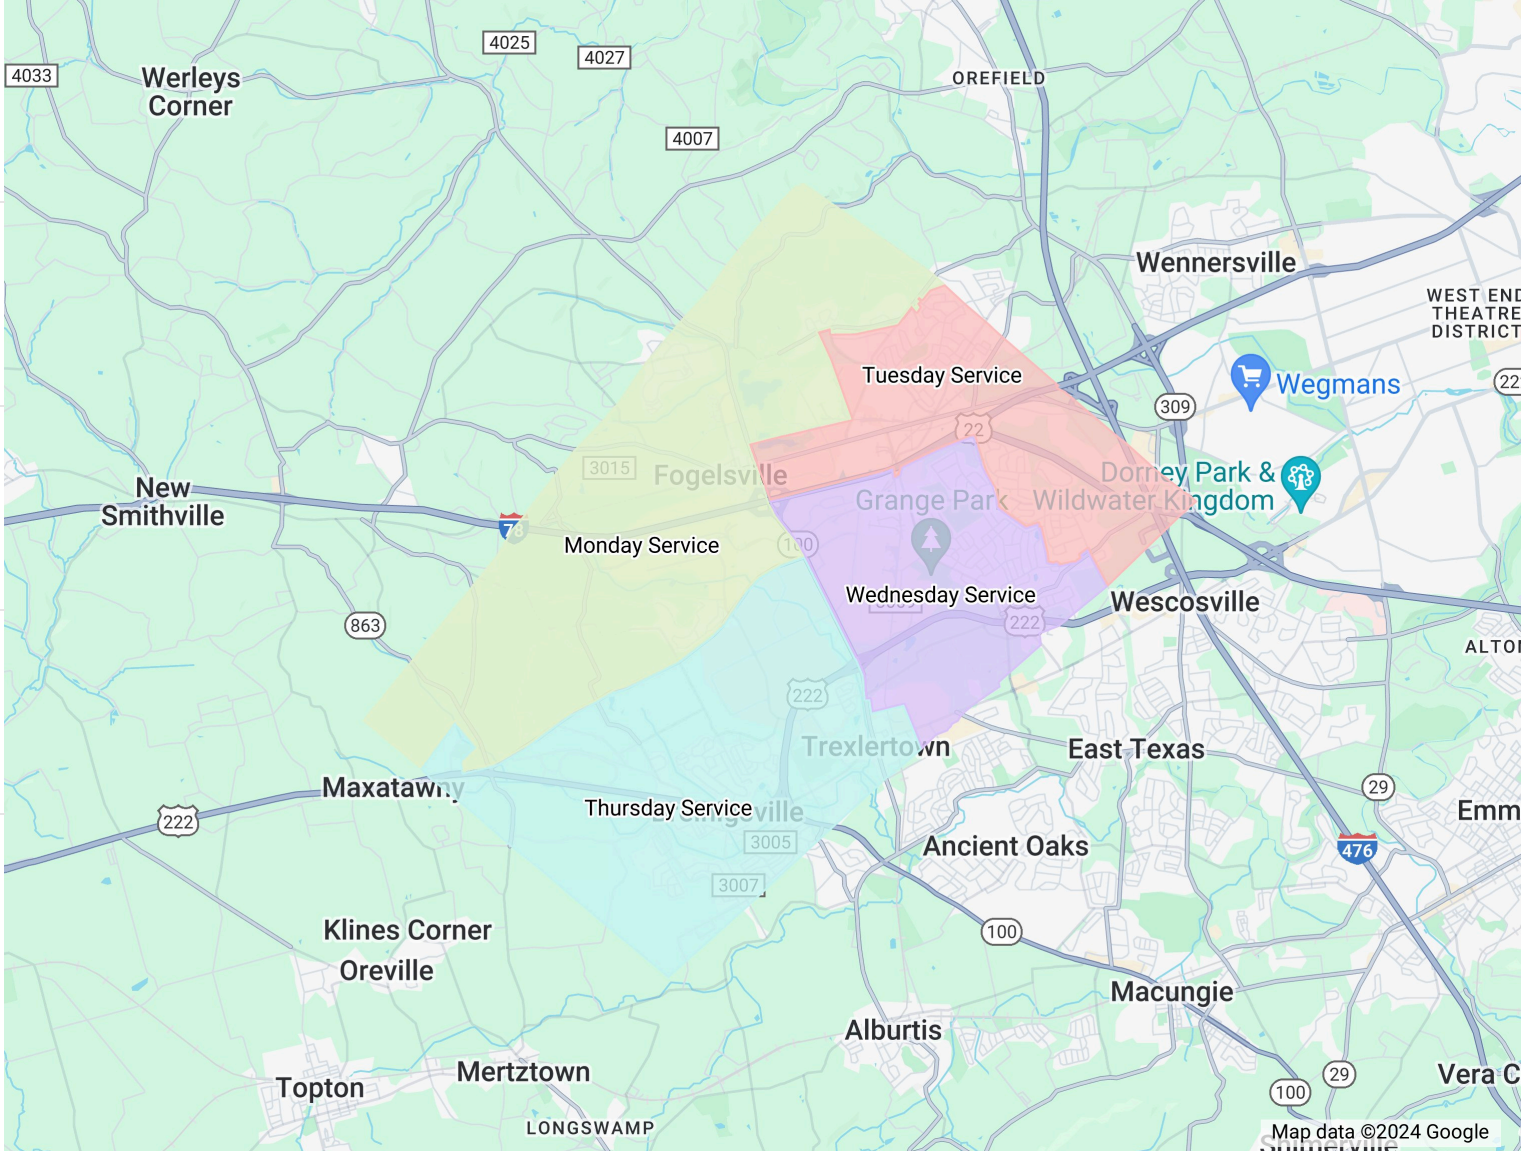 4025
4027
4033
Werleys
Corner
OREFIELD
4007
Wennersville
WEST END
THEATRE
DISTRICT
Tuesday Service
Wegmans
22
309
22
3015
Fogelsville
Dorney Park &
Wildwater Kingdom
New
Smithville
Grange Park
78
Monday Service
100
Wednesday Service
Wescosville
863
222
ALTO
222
Trexlertown
East Texas
Maxatawny
29
Thursday Service
222
Emm
3005
Ancient Oaks
476
3007
Klines Corner
100
Oreville
Macungie
Alburtis
Mertztown
Topton
29
Vera C
100
LONGSWAMP
Map data ©2024 Google